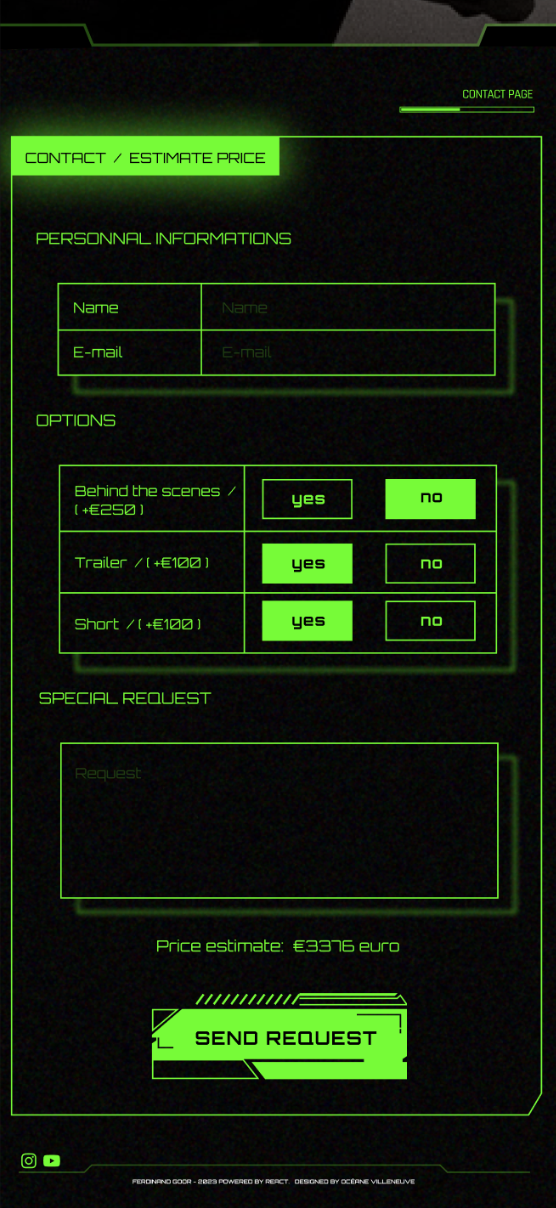 CONTACT PAGE
CONTACT / ESTIMATE PRICE
PERSONNAL INFORMATIONS
Name Name
E-mail E-mail
OPTIONS
Behind the scenes /
( +€250 )
yes no
Trailer / ( +€100 ) yes no
Short / ( +€100 ) yes no
SPECIAL REQUEST
Request
Price estimate: €3376 euro
SEND REQUEST
FERDINAND GOOR - 2023 POWERED BY REACT. DESIGNED BY OCÉANE VILLENEUVE